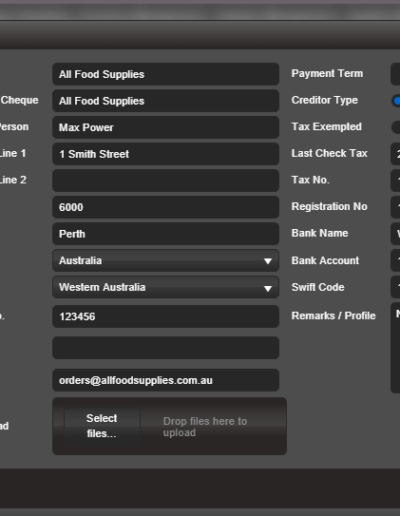 All Food Supplies Payment Term
Cheque All Food Supplies Creditor Type
Person Max Power Tax Exempted
Line 1 1 Smith Street Last Check Tax 2
Line 2 Tax No.
6000 Registration No
Perth Bank Name
Australia Bank Account
Western Australia Swift Code
o. 123456 Remarks / Profile
orders@allfoodsupplies.com.au
ad Select Drop files here to
files... upload